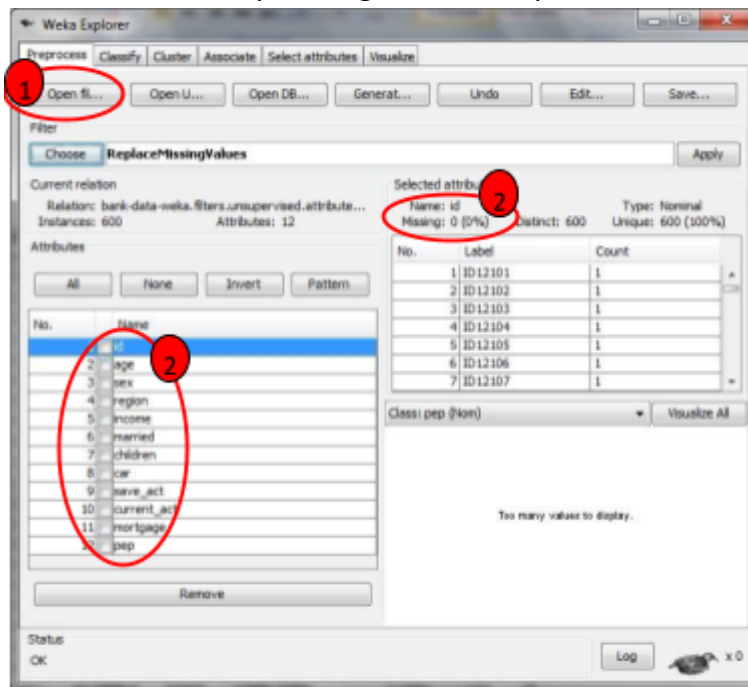 Weka Explorer
Preprocess Classify Cluster Associate Select attributes Visualize
1
Open fil... Open U... Open DB... Generat... Undo Edit... Save...
Filter
Choose ReplaceMissingValues Apply
Current relation
Relation: bank-data-weka.filters.unsupervised.attribute...
Instances: 600 Attributes: 12
Attributes
All None Invert Pattern
No. Name
1 id
2 age
3 sex
4 region
5 income
6 married
7 children
8 car
9 save_act
10 current_act
11 mortgage
12 pep
2
Remove
Selected attribu
2
Name: id Type: Nominal
Missing: 0 (0%) Distinct: 600 Unique: 600 (100%)
No. Label Count
1 ID12101 1
2 ID12102 1
3 ID12103 1
4 ID12104 1
5 ID12105 1
6 ID12106 1
7 ID12107 1
Class: pep (Nom) Visualize All
Too many values to display.
Status
OK
Log x 0